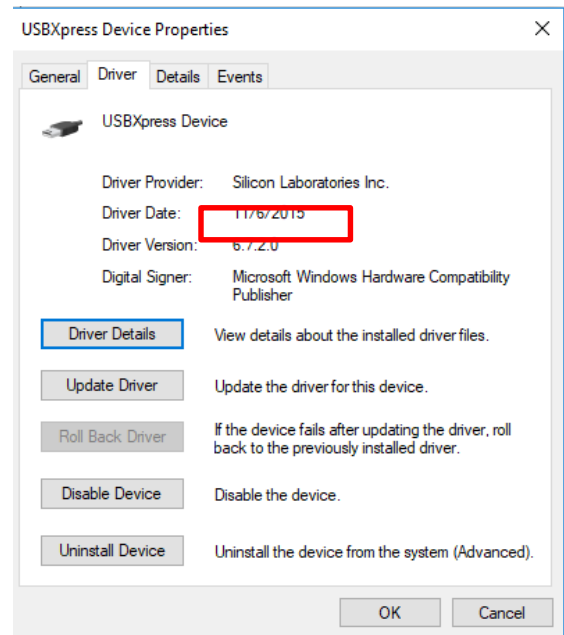 USBXpress Device Properties
General Driver Details Events
USBXpress Device
Driver Provider: Silicon Laboratories Inc.
Driver Date: 11/6/2015
Driver Version: 6.7.2.0
Digital Signer: Microsoft Windows Hardware Compatibility
Publisher
Driver Details View details about the installed driver files.
Update Driver Update the driver for this device.
Roll Back Driver If the device fails after updating the driver, roll
back to the previously installed driver.
Disable Device Disable the device.
Uninstall Device Uninstall the device from the system (Advanced).
OK Cancel